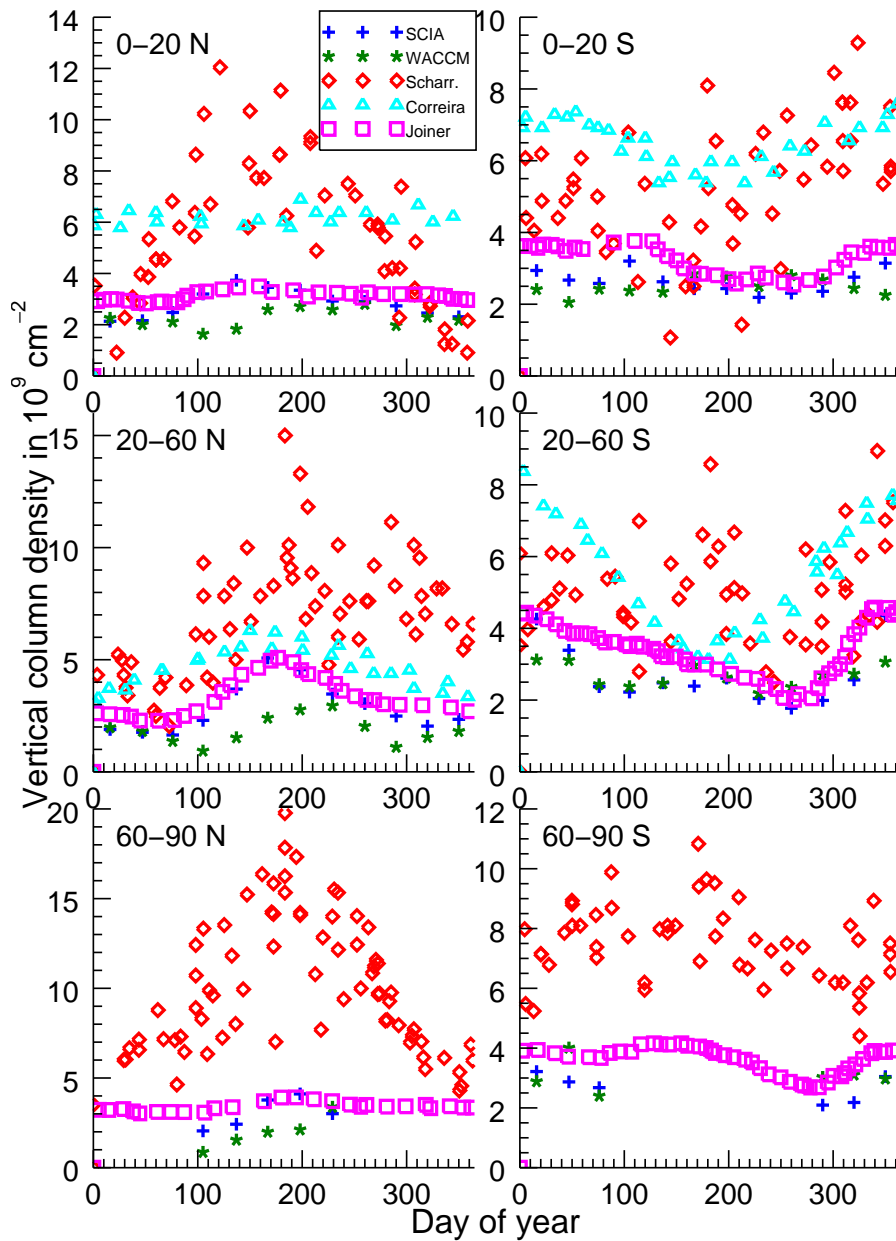 0–20 N
SCIA
WACCM
Scharr.
Correira
Joiner
14
12
10
8
6
4
2
0
0 100 200 300
0–20 S
10
8
6
4
2
0
0 100 200 300
20–60 N
15
10
5
0
0 100 200 300
20–60 S
10
8
6
4
2
0
0 100 200 300
60–90 N
20
15
10
5
0
0 100 200 300
60–90 S
12
10
8
6
4
2
0
0 100 200 300
Vertical column density in 10⁹ cm⁻²
Day of year